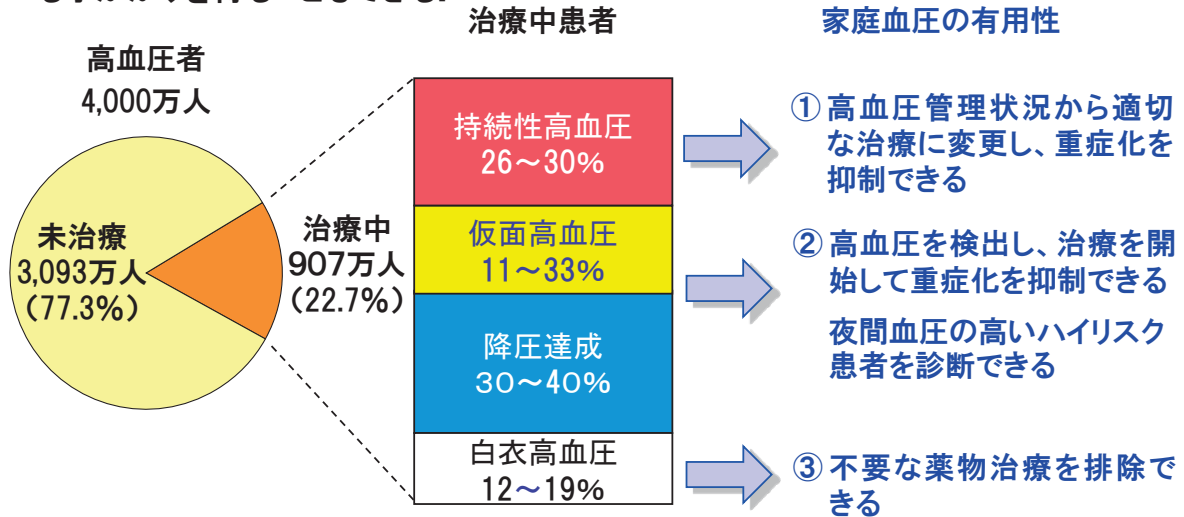 治療中患者
家庭血圧の有用性
高血圧者
4,000万人
未治療
3,093万人
(77.3%)
治療中
907万人
(22.7%)
持続性高血圧
26～30%
仮面高血圧
11～33%
降圧達成
30～40%
白衣高血圧
12～19%
① 高血圧管理状況から適切
な治療に変更し、重症化を
抑制できる
② 高血圧を検出し、治療を開
始して重症化を抑制できる
夜間血圧の高いハイリスク
患者を診断できる
③ 不要な薬物治療を排除で
きる